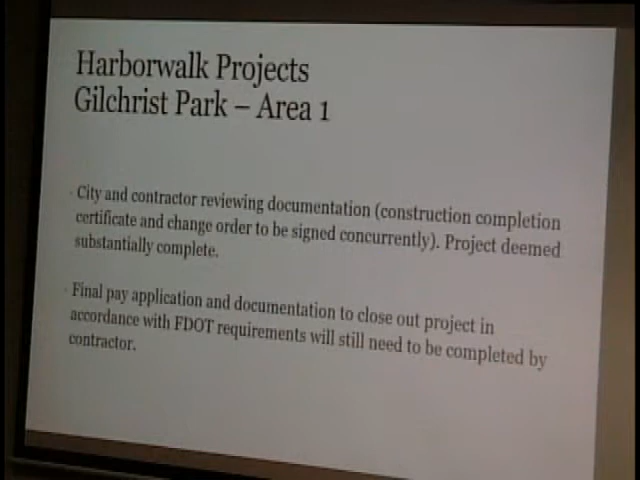 Harborwalk Projects
Gilchrist Park – Area 1
· City and contractor reviewing documentation (construction completion
certificate and change order to be signed concurrently). Project deemed
substantially complete.
· Final pay application and documentation to close out project in
accordance with FDOT requirements will still need to be completed by
contractor.